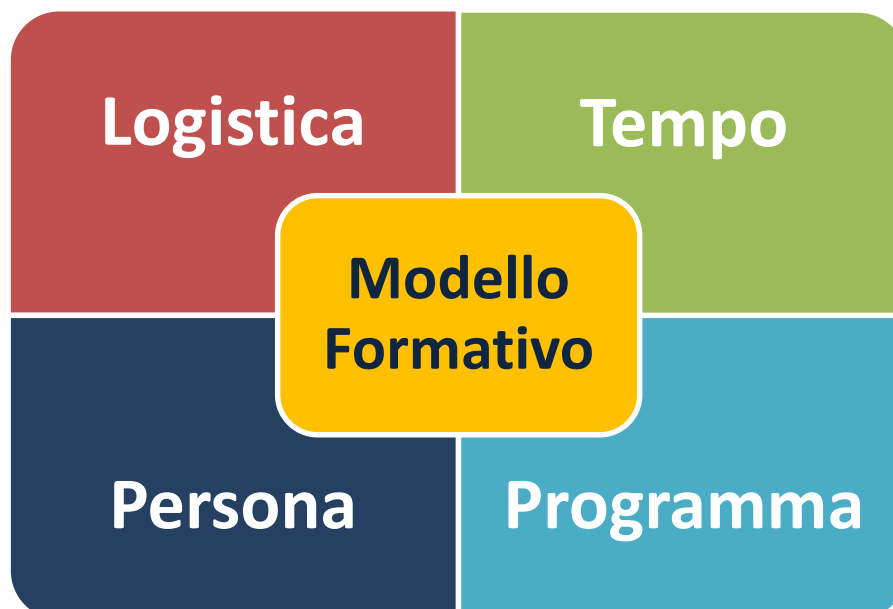 Logistica
Tempo
Modello
Formativo
Persona
Programma